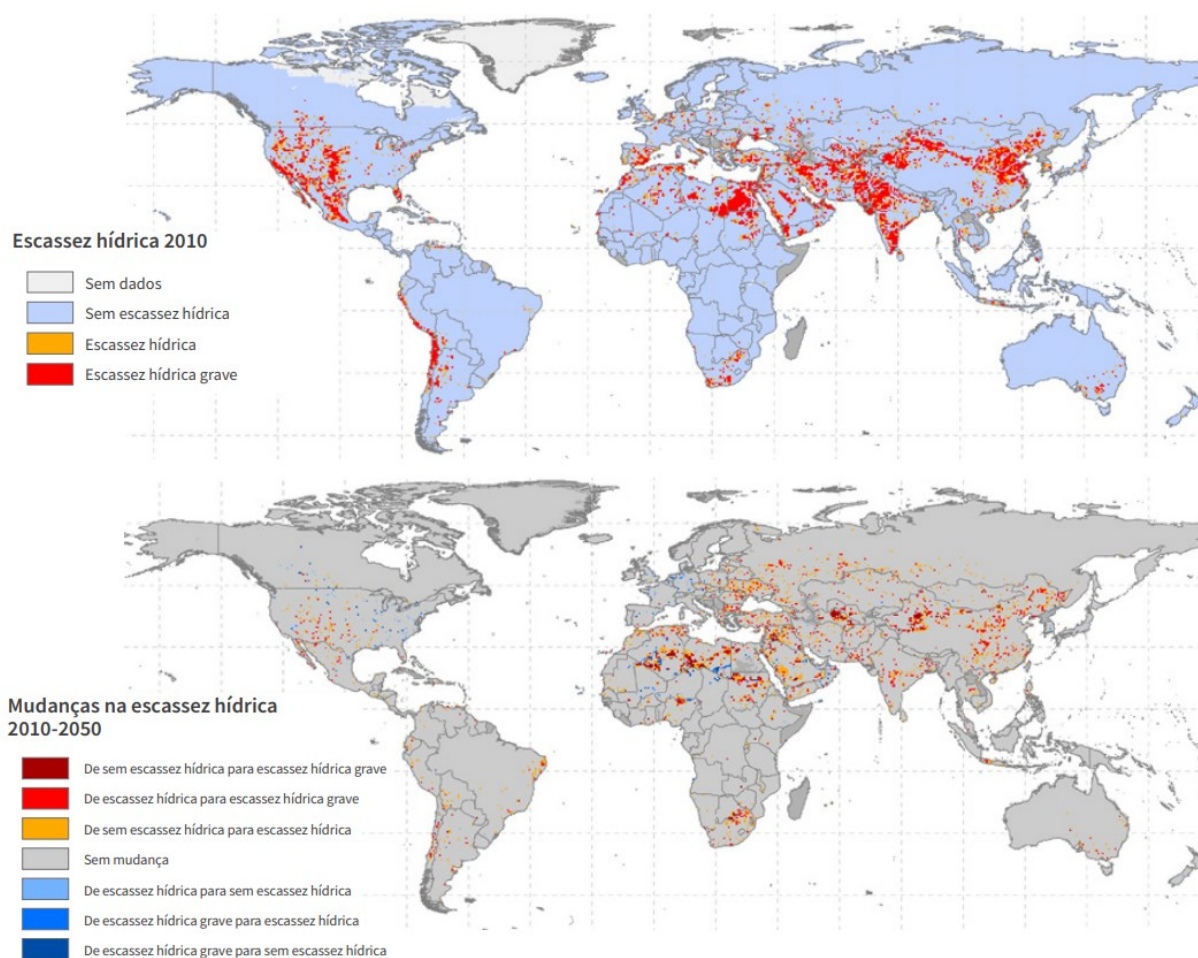 Escassez hídrica 2010
Sem dados
Sem escassez hídrica
Escassez hídrica
Escassez hídrica grave
Mudanças na escassez hídrica
2010-2050
De sem escassez hídrica para escassez hídrica grave
De escassez hídrica para escassez hídrica grave
De sem escassez hídrica para escassez hídrica
Sem mudança
De escassez hídrica para sem escassez hídrica
De escassez hídrica grave para escassez hídrica
De escassez hídrica grave para sem escassez hídrica